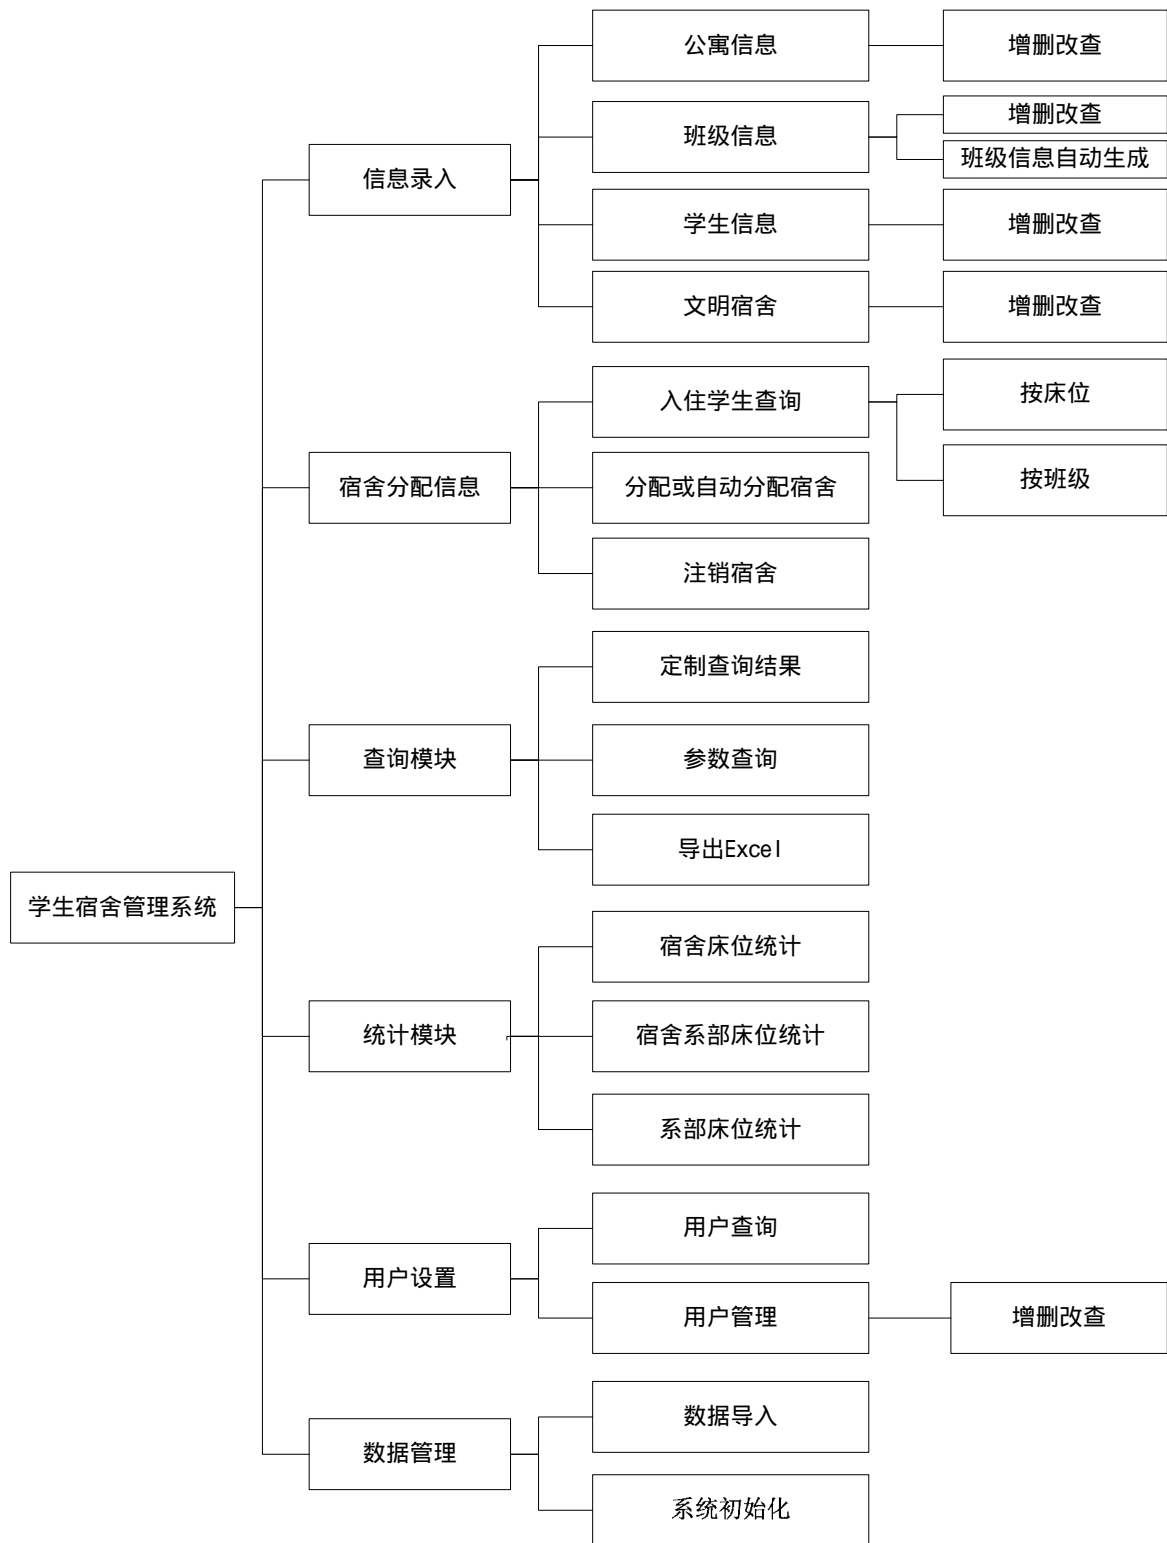 学生宿舍管理系统
信息录入
公寓信息
增删改查
班级信息
增删改查
班级信息自动生成
学生信息
增删改查
文明宿舍
增删改查
宿舍分配信息
入住学生查询
按床位
按班级
分配或自动分配宿舍
注销宿舍
查询模块
定制查询结果
参数查询
导出Excel
统计模块
宿舍床位统计
宿舍系部床位统计
系部床位统计
用户设置
用户查询
用户管理
增删改查
数据管理
数据导入
系统初始化